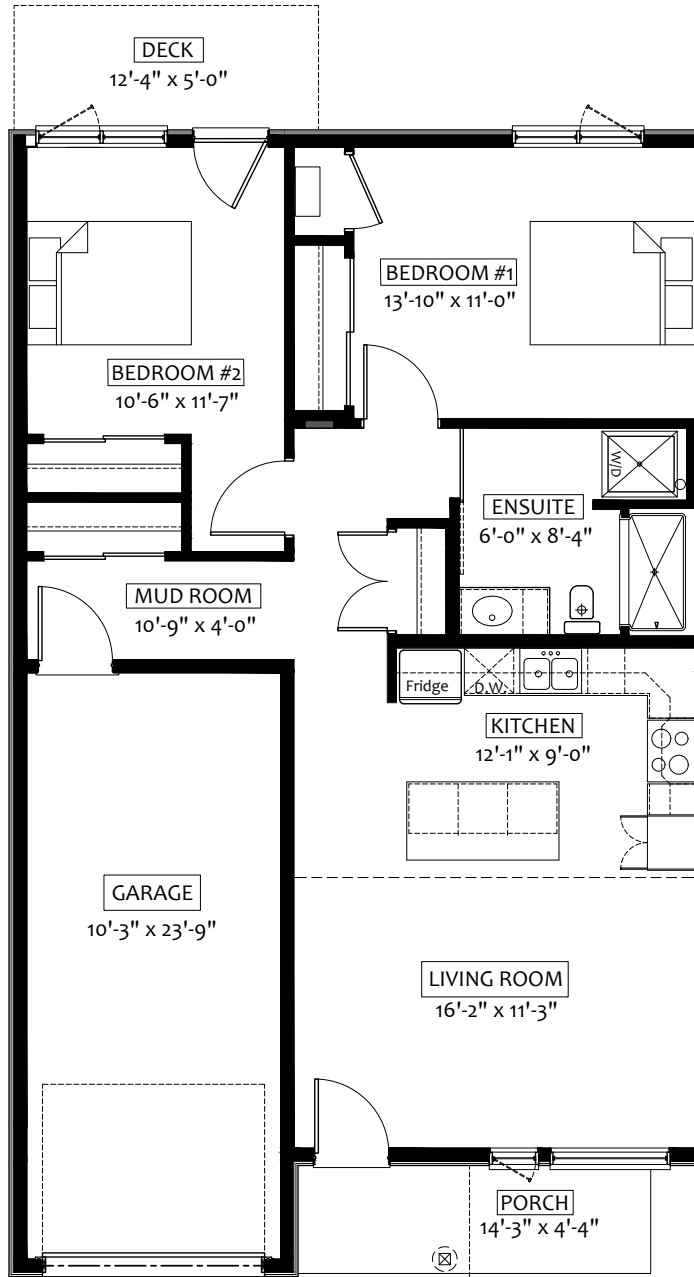 DECK
12'-4" x 5'-0"
BEDROOM #1
13'-10" x 11'-0"
BEDROOM #2
10'-6" x 11'-7"
W/D
ENSUITE
6'-0" x 8'-4"
MUD ROOM
10'-9" x 4'-0"
Fridge
D.W.
KITCHEN
12'-1" x 9'-0"
GARAGE
10'-3" x 23'-9"
LIVING ROOM
16'-2" x 11'-3"
PORCH
14'-3" x 4'-4"